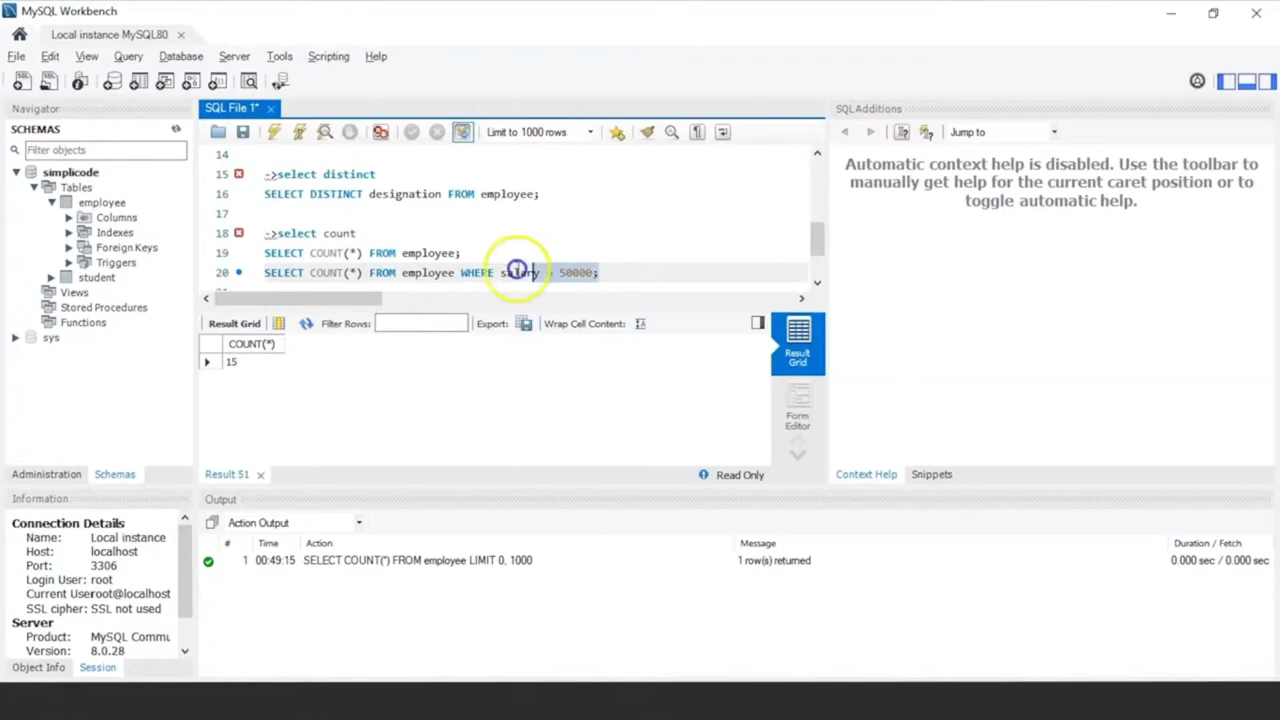 MySQL Workbench
Local instance MySQL80
File Edit View Query Database Server Tools Scripting Help
Navigator
SCHEMAS
Filter objects
simplicode
Tables
employee
Columns
Indexes
Foreign Keys
Triggers
student
Views
Stored Procedures
Functions
sys
Administration Schemas
Information
Connection Details
Name: Local instance
Host: localhost
Port: 3306
Login User: root
Current User root@localhost
SSL cipher: SSL not used
Server
Product: MySQL Commu
Version: 8.0.28
Object Info Session
SQL File 1*
Limit to 1000 rows
14
15 ->select distinct
16 SELECT DISTINCT designation FROM employee;
17
18 ->select count
19 SELECT COUNT(*) FROM employee;
20 SELECT COUNT(*) FROM employee WHERE salary 50000;
Result Grid Filter Rows: Export: Wrap Cell Content:
COUNT(*)
15
Result Grid
Form Editor
Result 51 Read Only
SQLAdditions
Jump to
Automatic context help is disabled. Use the toolbar to
manually get help for the current caret position or to
toggle automatic help.
Context Help Snippets
Output
Action Output
# Time Action Message Duration / Fetch
1 00:49:15 SELECT COUNT(*) FROM employee LIMIT 0, 1000 1 row(s) returned 0.000 sec / 0.000 sec